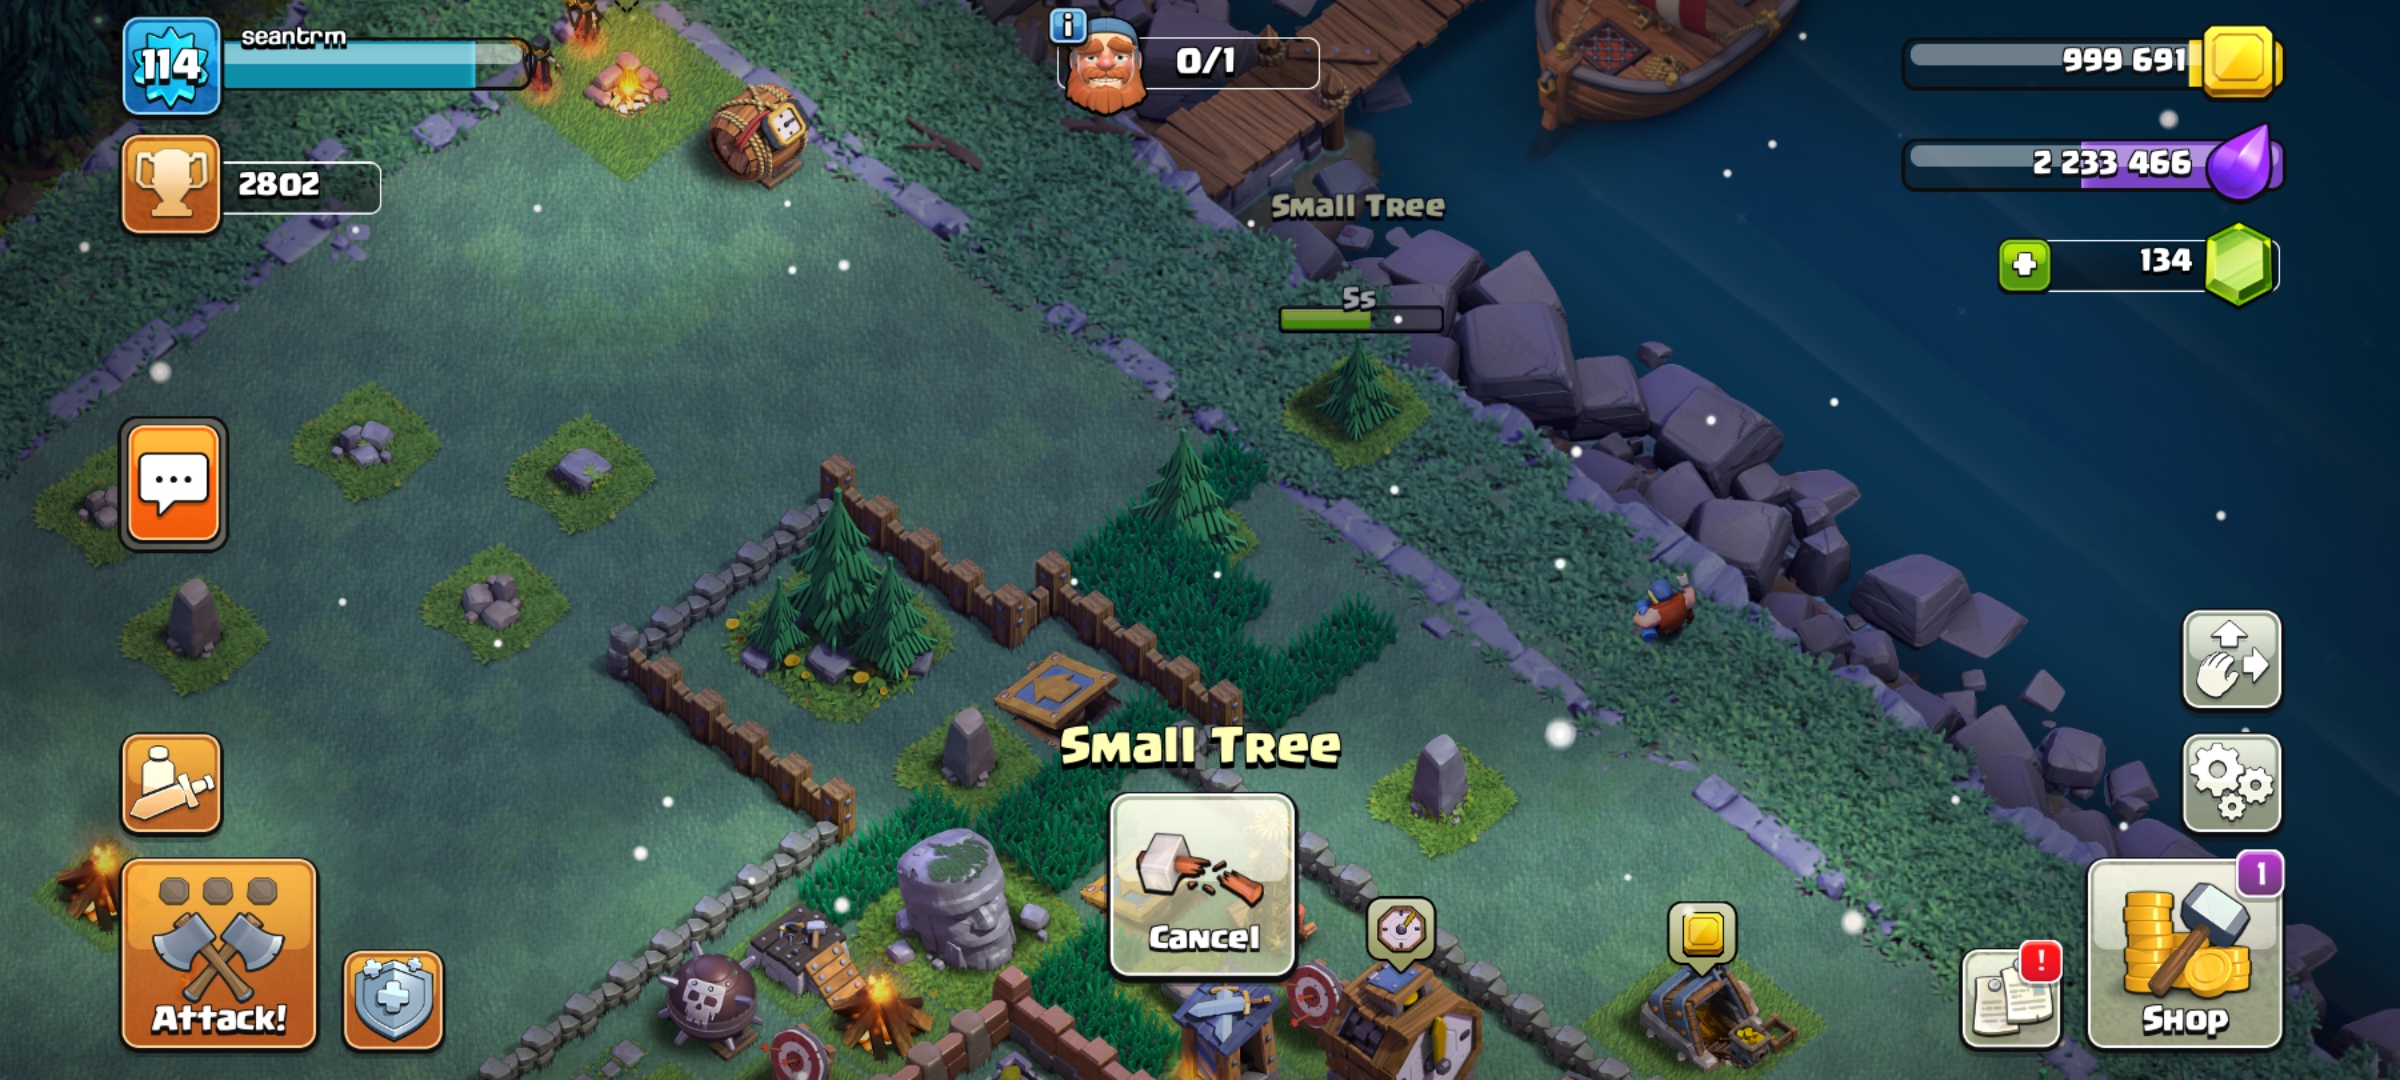 114
seantrm
i
0/1
999 691
2802
2 233 466
Small Tree
134
5s
Small Tree
Cancel
1
!
Attack!
Shop